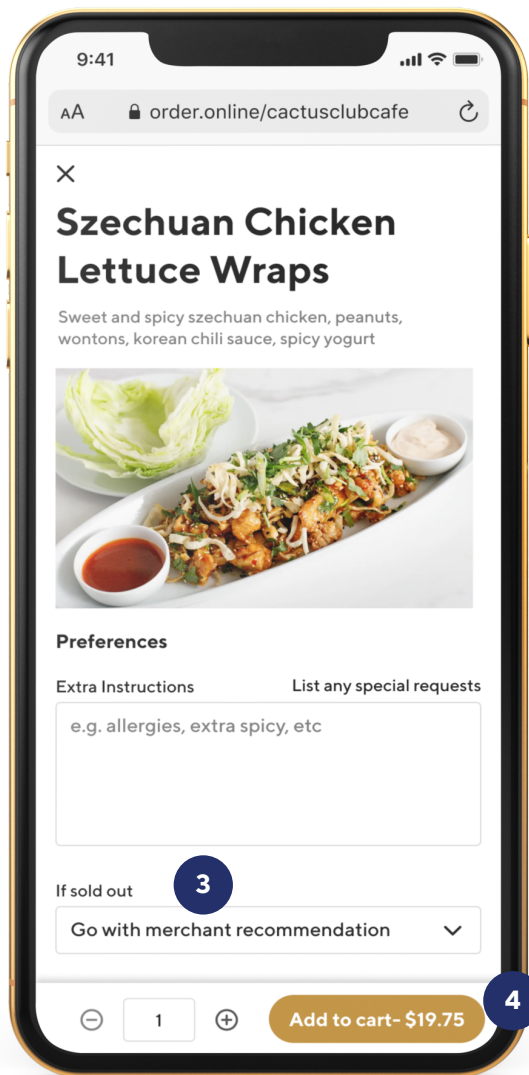 9:41
AA order.online/cactusclubcafe
Szechuan Chicken
Lettuce Wraps
Sweet and spicy szechuan chicken, peanuts,
wontons, korean chili sauce, spicy yogurt
Preferences
Extra Instructions List any special requests
e.g. allergies, extra spicy, etc
If sold out 3
Go with merchant recommendation
1 Add to cart- $19.75 4